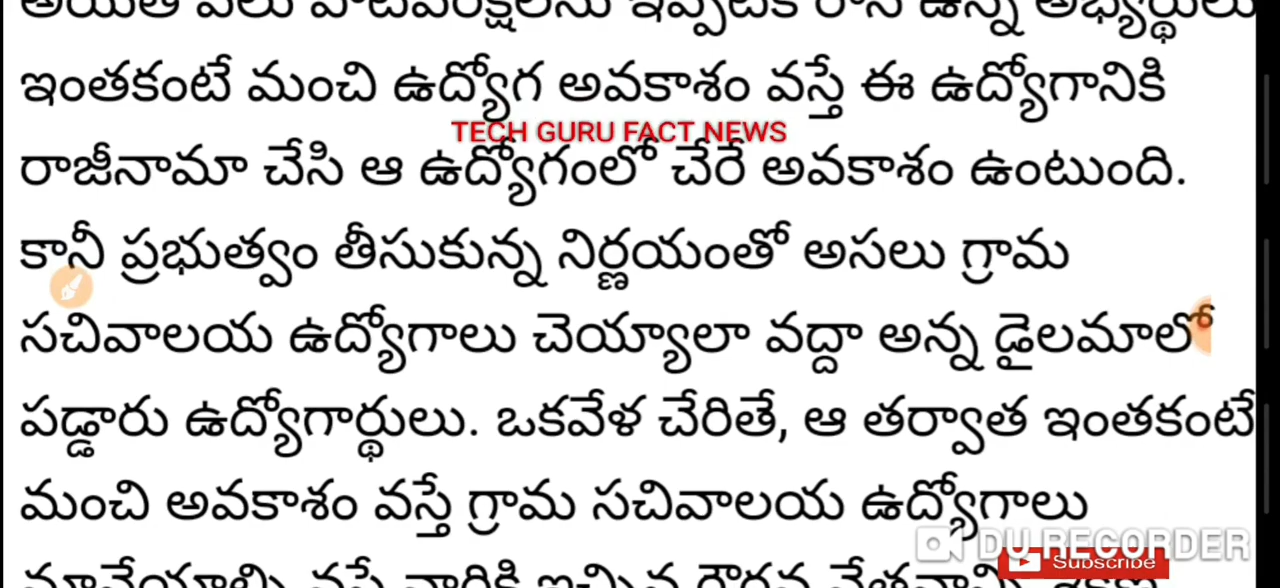 ఇంతకంటే మంచి ఉద్యోగ అవకాశం వస్తే ఈ ఉద్యోగానికి
TECH GURU FACT NEWS
రాజీనామా చేసి ఆ ఉద్యోగంలో చేరే అవకాశం ఉంటుంది.
కానీ ప్రభుత్వం తీసుకున్న నిర్ణయంతో అసలు గ్రామ
సచివాలయ ఉద్యోగాలు చెయ్యాలా వద్దా అన్న డైలమాలో
పడ్డారు ఉద్యోగార్థులు. ఒకవేళ చేరితే, ఆ తర్వాత ఇంతకంటే
మంచి అవకాశం వస్తే గ్రామ సచివాలయ ఉద్యోగాలు
DU RECORDER
Subscribe